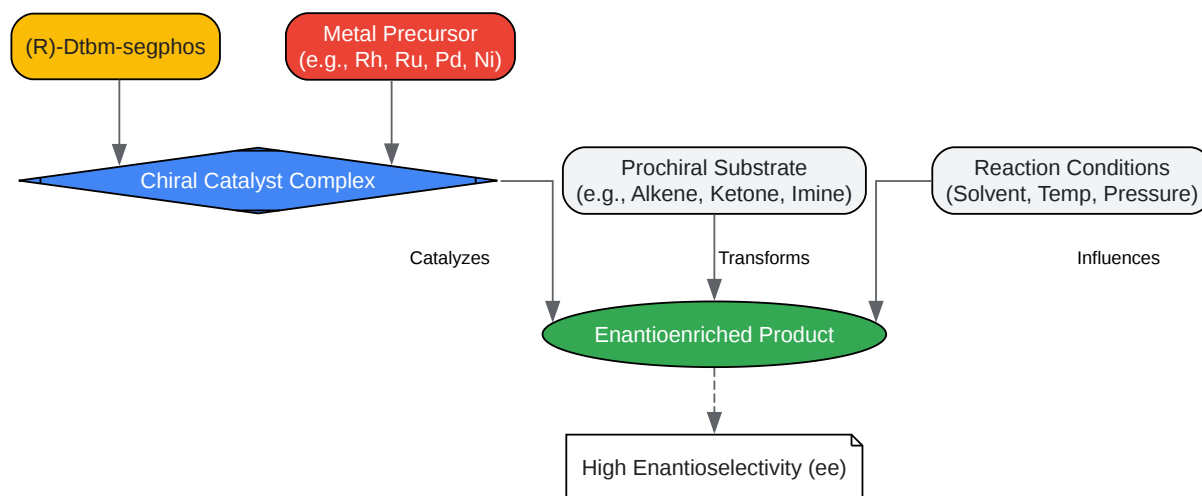 (R)-Dtbm-segphos
Metal Precursor
(e.g., Rh, Ru, Pd, Ni)
Chiral Catalyst Complex
Prochiral Substrate
(e.g., Alkene, Ketone, Imine)
Reaction Conditions
(Solvent, Temp, Pressure)
Catalyzes
Transforms
Influences
Enantioenriched Product
High Enantioselectivity (ee)